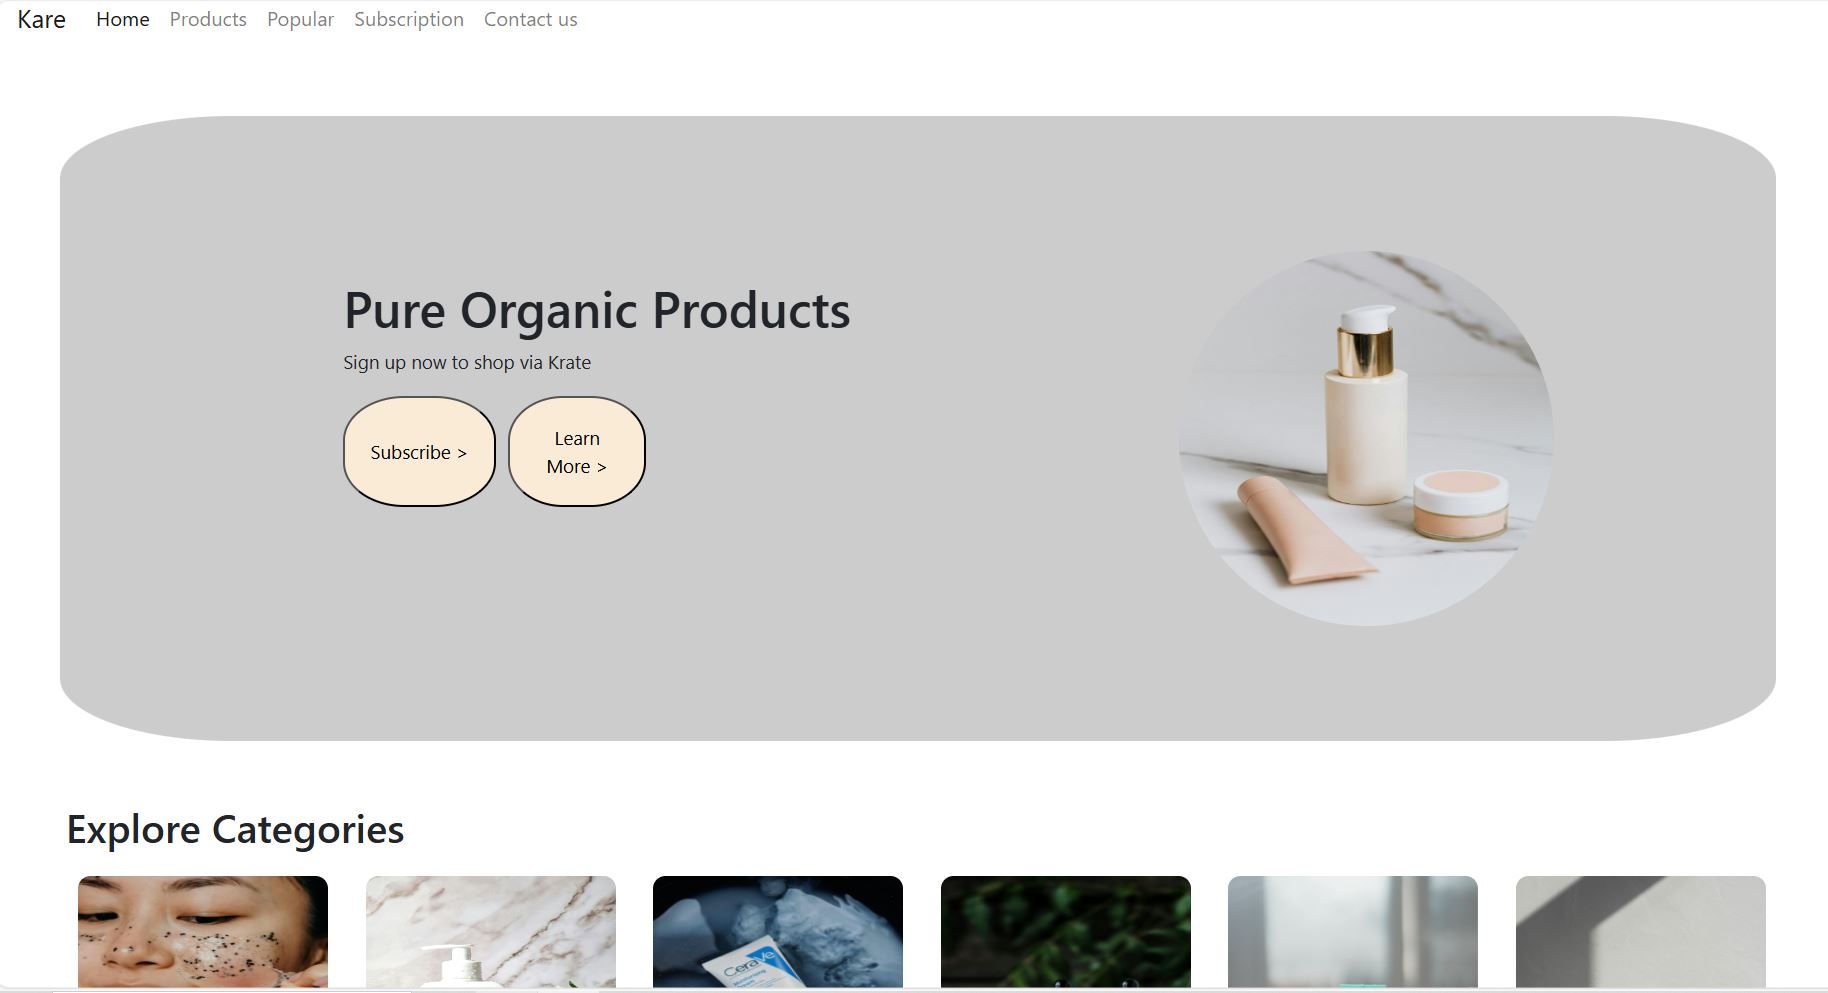 Kare Home Products Popular Subscription Contact us
Pure Organic Products
Sign up now to shop via Krate
Subscribe >
Learn
More >
Explore Categories
CeraVe